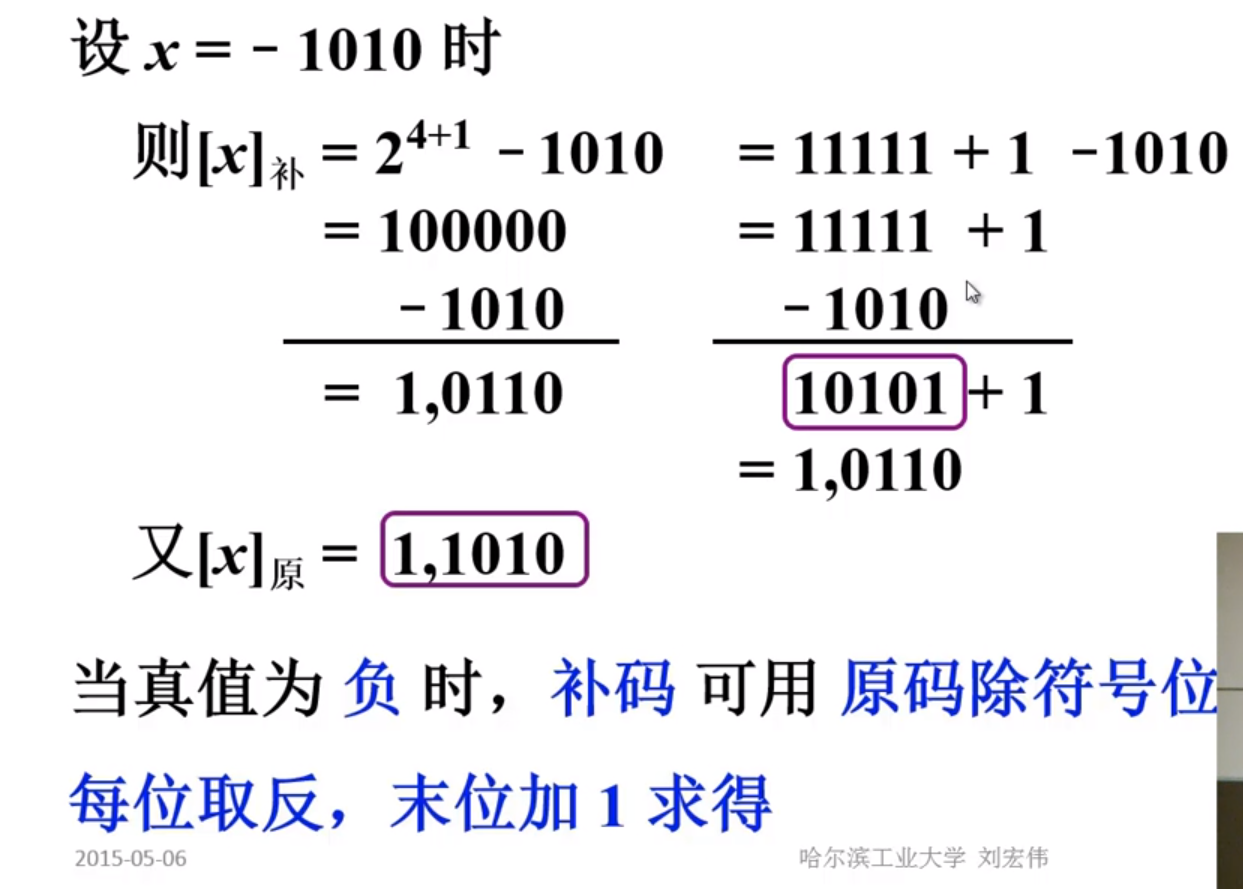 设 x = - 1010 时
则[x]补 = 2^{4+1} - 1010 = 11111 + 1 -1010
= 100000 = 11111 + 1
- 1010 - 1010
= 1,0110 10101 + 1
= 1,0110
又[x]原 = 1,1010
当真值为 负 时，补码 可用 原码除符号位
每位取反，末位加 1 求得
2015-05-06 哈尔滨工业大学 刘宏伟